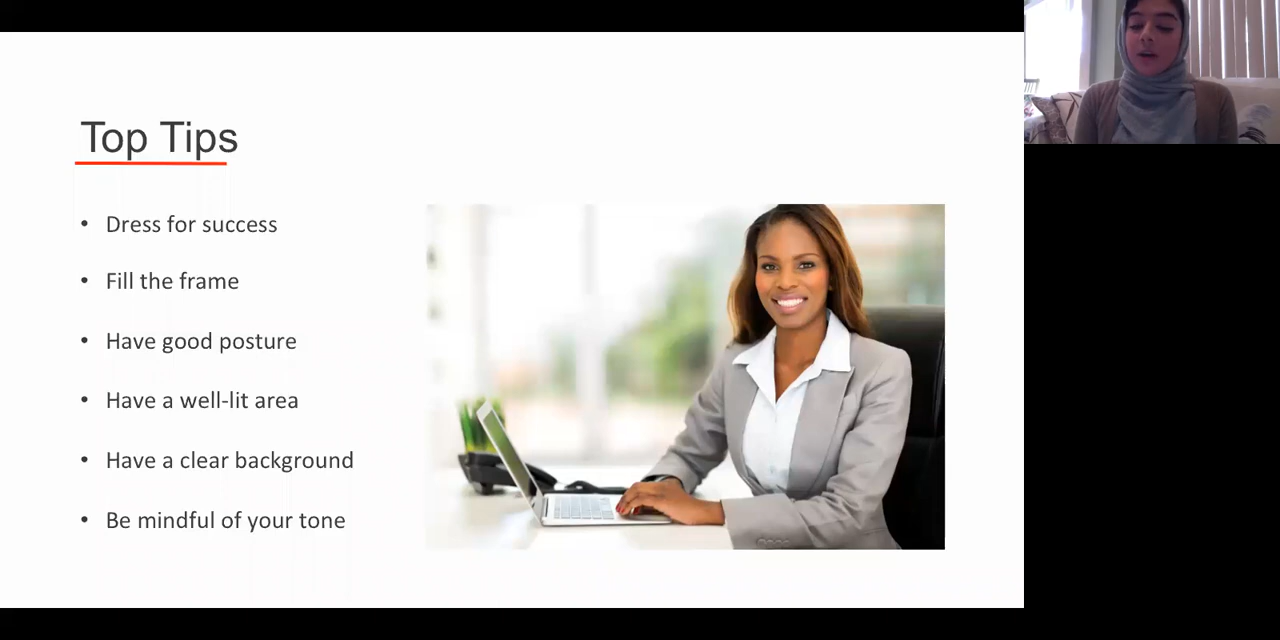 Top Tips
• Dress for success
• Fill the frame
• Have good posture
• Have a well-lit area
• Have a clear background
• Be mindful of your tone